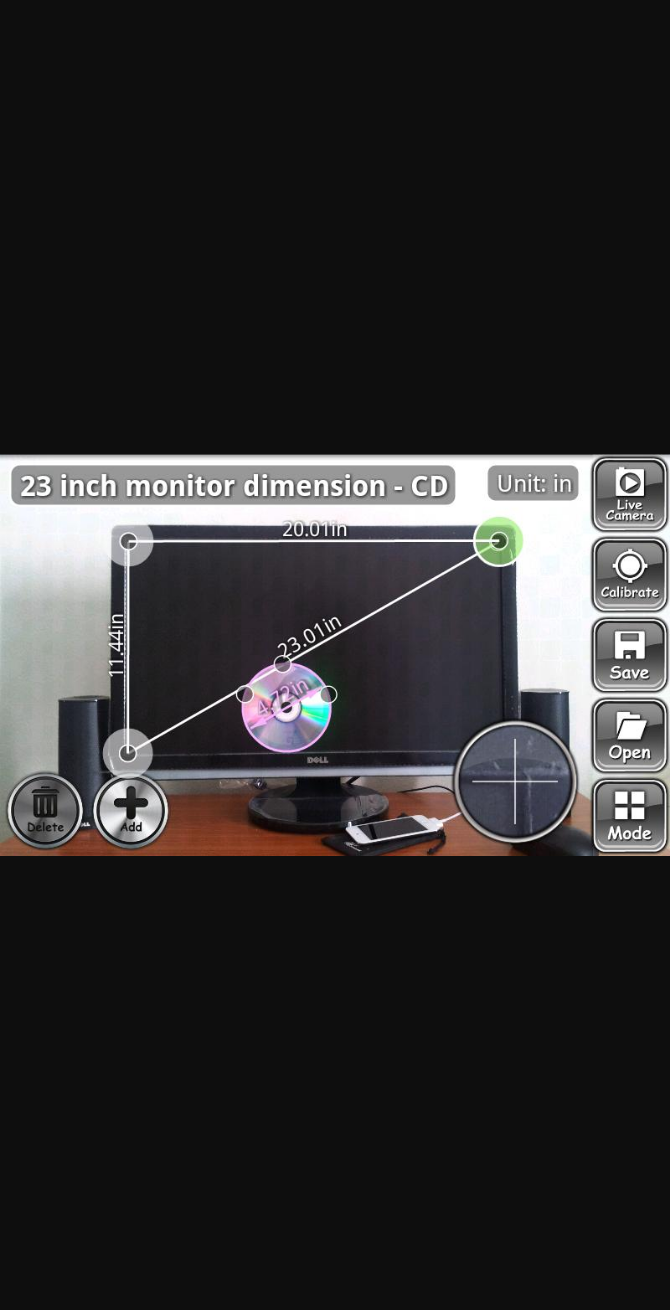 23 inch monitor dimension - CD
Unit: in
Live
Camera
20.01in
Calibrate
11.44in
23.01in
Save
4.72in
Open
DELL
Delete
Add
Mode